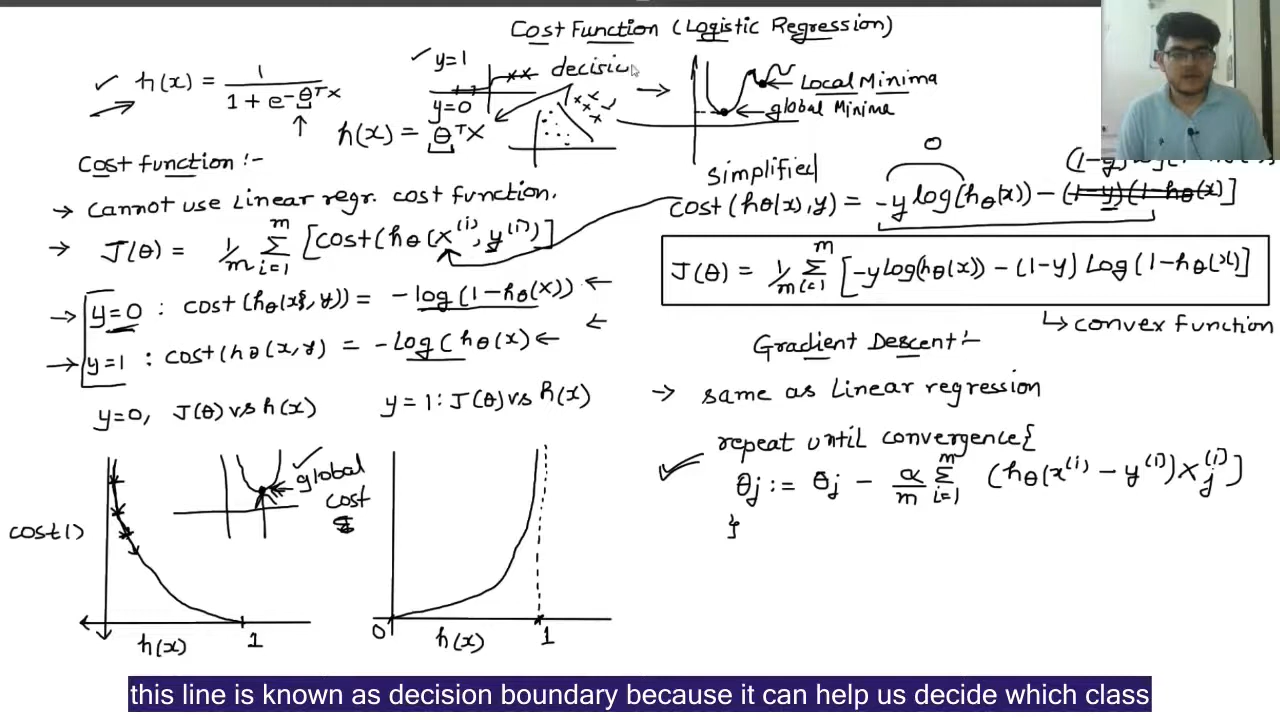 Cost Function (Logistic Regression)
✓ h(x) = 1 / 1 + e^-θᵀx
✓ y=1
y=0
decision
h(x) = θᵀX
Local Minima
global Minima
Cost function :-
→ Cannot use Linear regr. cost function.
→ J(θ) = 1/m Σ i=1 m [cost(hθ(x⁽ⁱ⁾, y⁽ⁱ⁾)]
→ y=0 : cost(hθ(x), y)) = -log(1-hθ(x)) ←
→ y=1 : cost(hθ(x,y) = -log(hθ(x) ←
y=0, J(θ) vs h(x)
y=1: J(θ) vs h(x)
global
cost
cost()
h(x)
1
0
h(x)
1
simplified
0
cost(hθ(x), y) = -y log(hθ(x)) - (1-y)(1-hθ(x)]
J(θ) = 1/m Σ i=1 m [-y log(hθ(x)) - (1-y) Log(1-hθ(x)]
↳ convex function
Gradient Descent :-
→ same as Linear regression
repeat until convergence{
θj := θj - α/m Σ i=1 m (hθ(x⁽ⁱ⁾ - y⁽ⁱ⁾) Xj⁽ⁱ⁾)
}
this line is known as decision boundary because it can help us decide which class